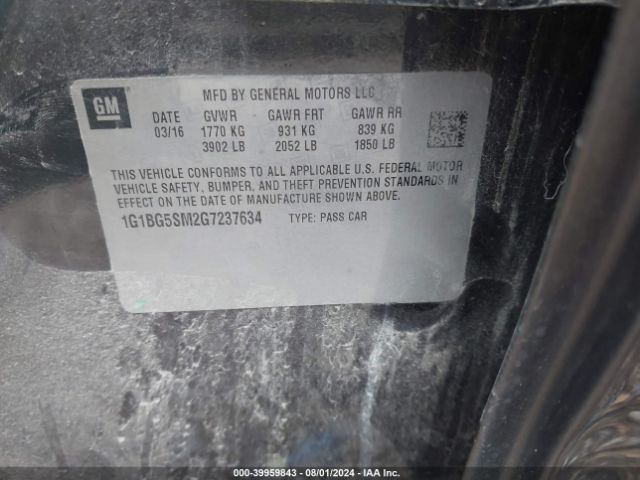 GM
MFD BY GENERAL MOTORS LLC
DATE GVWR GAWR FRT GAWR RR
03/16 1770 KG 931 KG 839 KG
3902 LB 2052 LB 1850 LB
THIS VEHICLE CONFORMS TO ALL APPLICABLE U.S. FEDERAL MOTOR
VEHICLE SAFETY, BUMPER, AND THEFT PREVENTION STANDARDS IN
EFFECT ON THE DATE OF MANUFACTURE SHOWN ABOVE.
1G1BG5SM2G7237634 TYPE: PASS CAR
000-39959843 - 08/01/2024 - IAA Inc.